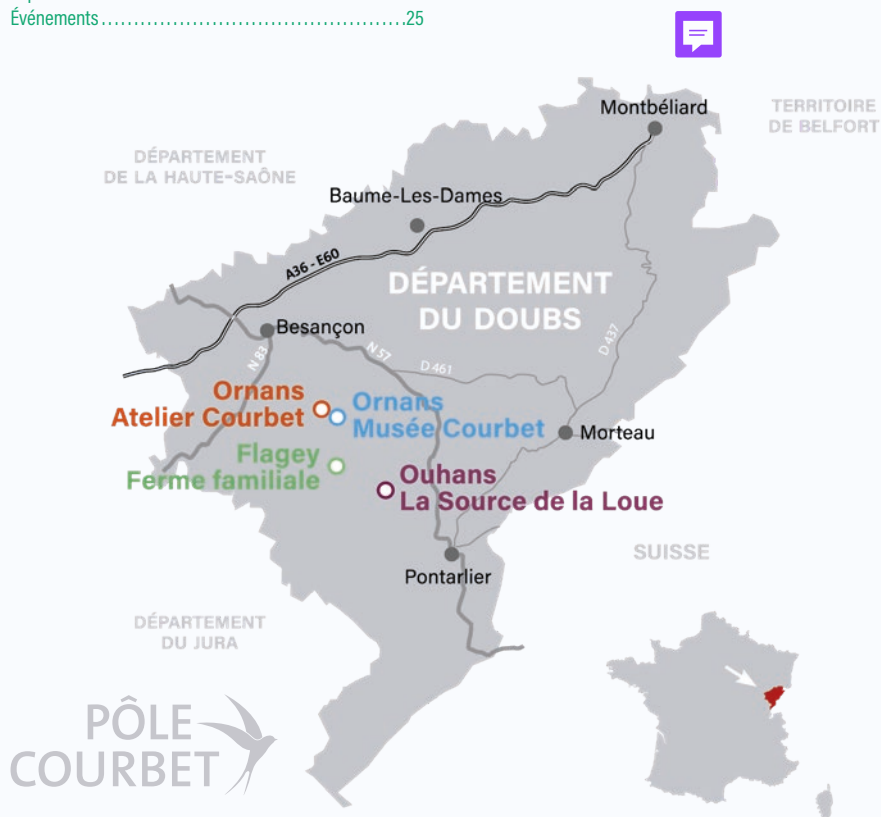 Événements.............................................25
Montbéliard
TERRITOIRE
DE BELFORT
DÉPARTEMENT
DE LA HAUTE-SAÔNE
Baume-Les-Dames
A36 - E60
DÉPARTEMENT
DU DOUBS
Besançon
N 83
N 57
D 461
D 437
Ornans
Atelier Courbet
Ornans
Musée Courbet
Morteau
Flagey
Ferme familiale
Ouhans
La Source de la Loue
SUISSE
Pontarlier
DÉPARTEMENT
DU JURA
PÔLE
COURBET